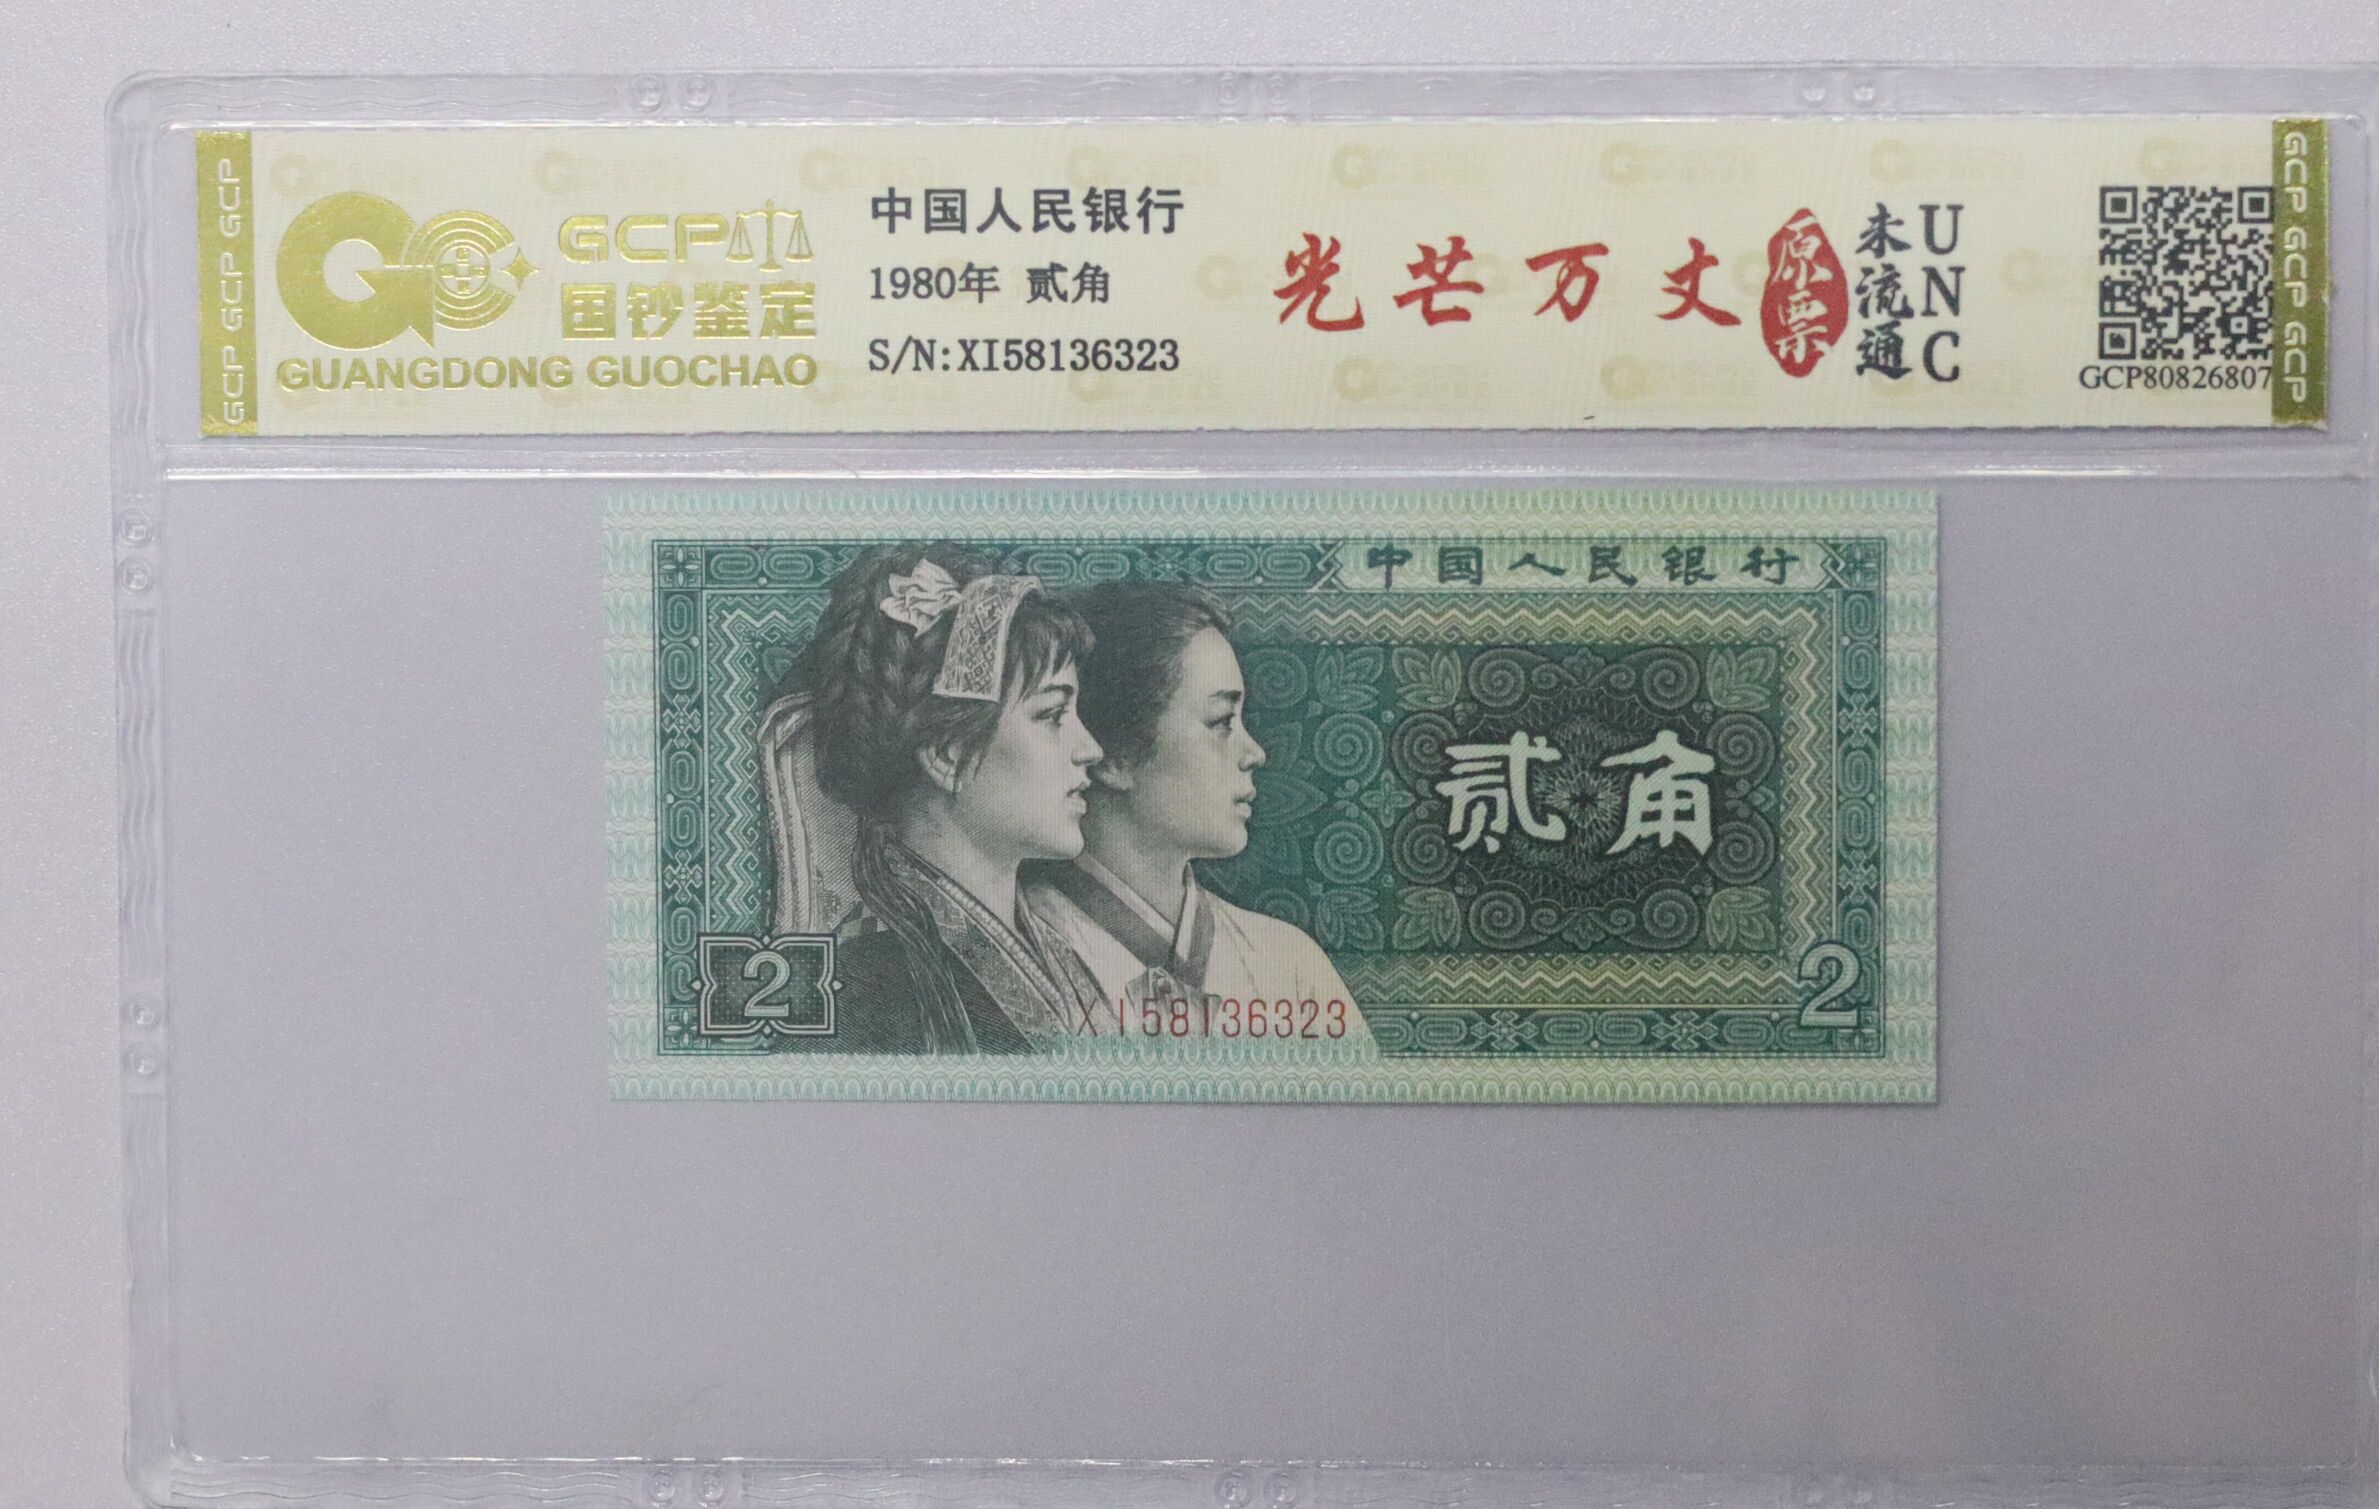 GCP GCP GCP
GCP
国钞鉴定
GUANGDONG GUOCHAO
中国人民银行
1980年 贰角
S/N:XI58136323
光芒万丈
原票
未流通
UNC
GCP80826807
GCP GCP GCP
中国人民银行
贰角
2
XI58136323
2